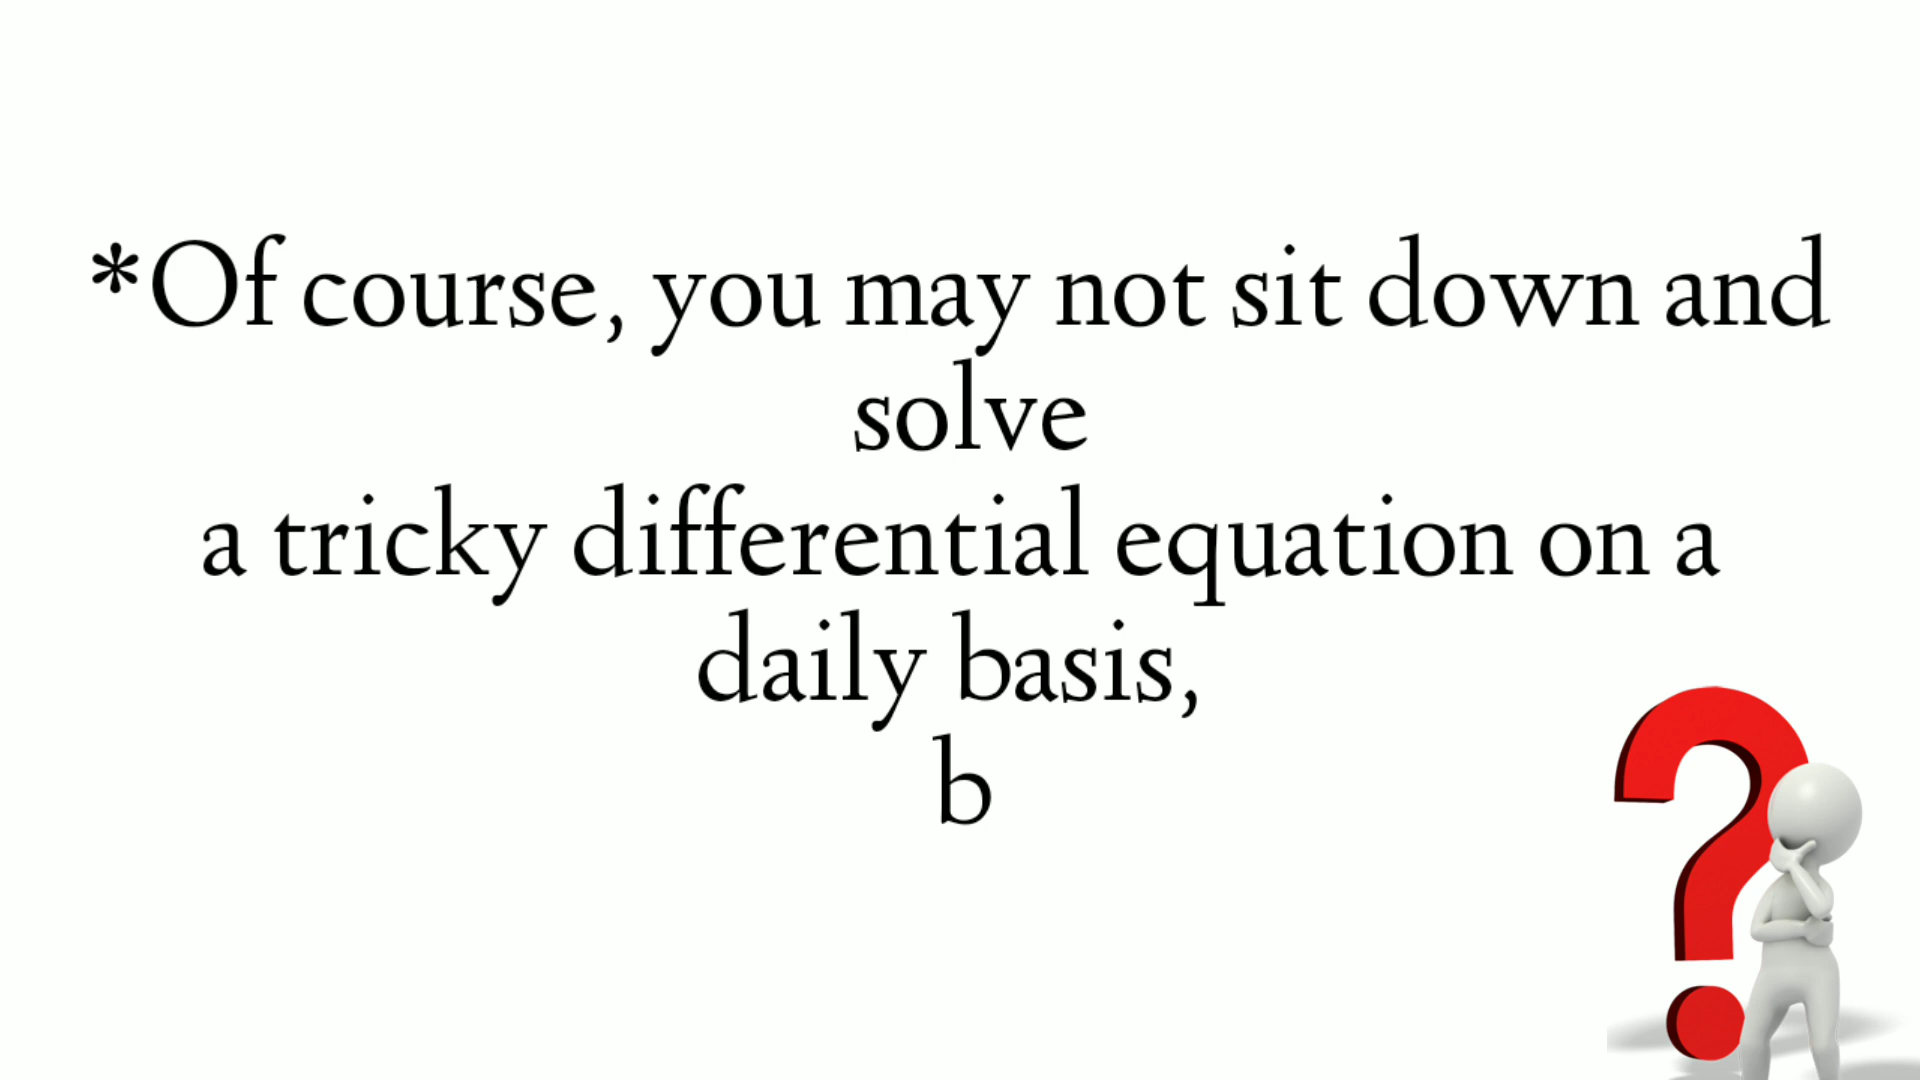 *Of course, you may not sit down and
solve
a tricky differential equation on a
daily basis,
b